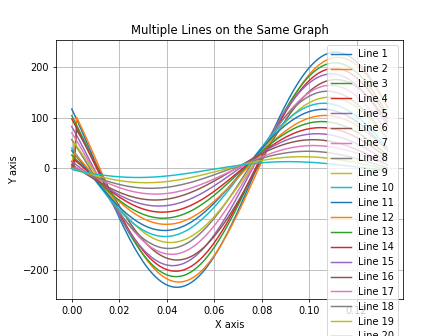 Multiple Lines on the Same Graph
Y axis
200
100
0
−100
−200
0.00
0.02
0.04
0.06
0.08
0.10
X axis
Line 1
Line 2
Line 3
Line 4
Line 5
Line 6
Line 7
Line 8
Line 9
Line 10
Line 11
Line 12
Line 13
Line 14
Line 15
Line 16
Line 17
Line 18
Line 19
Line 20